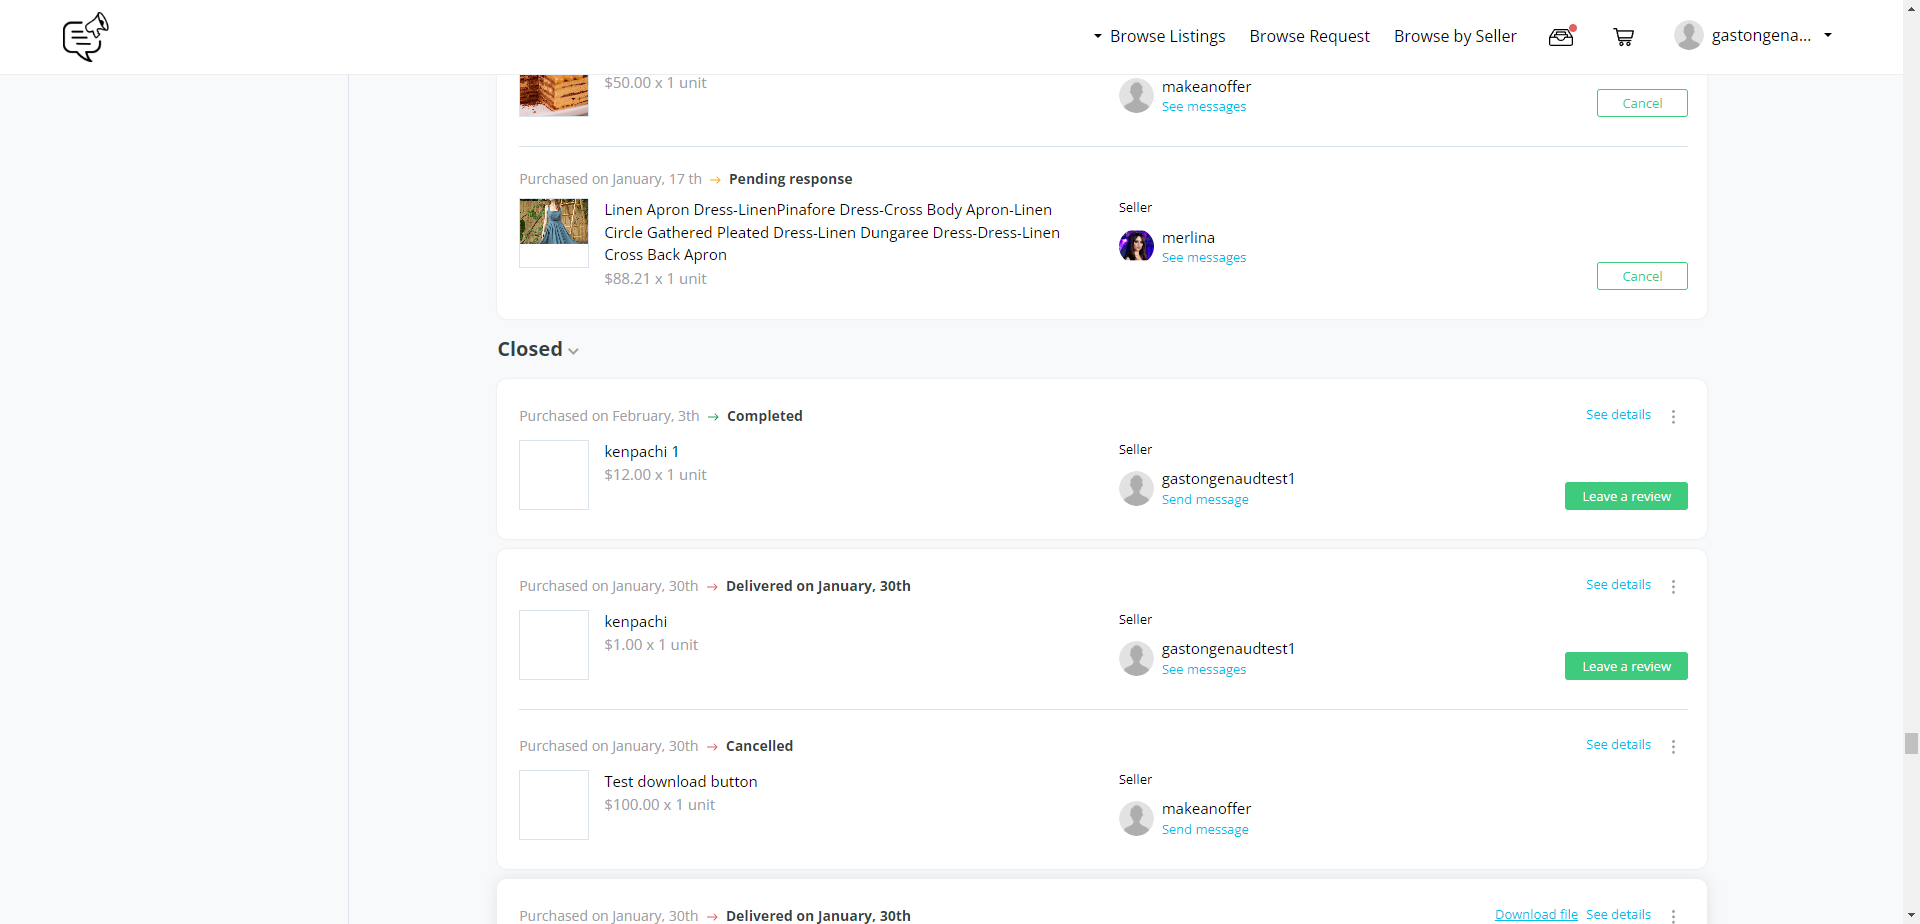 Browse Listings
Browse Request
Browse by Seller
gastongena...
$50.00 x 1 unit
makeanoffer
See messages
Cancel
Purchased on January, 17 th → Pending response
Linen Apron Dress-LinenPinafore Dress-Cross Body Apron-Linen
Circle Gathered Pleated Dress-Linen Dungaree Dress-Dress-Linen
Cross Back Apron
$88.21 x 1 unit
Seller
merlina
See messages
Cancel
Closed
Purchased on February, 3th → Completed
See details
kenpachi 1
$12.00 x 1 unit
Seller
gastongenaudtest1
Send message
Leave a review
Purchased on January, 30th → Delivered on January, 30th
See details
kenpachi
$1.00 x 1 unit
Seller
gastongenaudtest1
See messages
Leave a review
Purchased on January, 30th → Cancelled
See details
Test download button
$100.00 x 1 unit
Seller
makeanoffer
Send message
Purchased on January, 30th → Delivered on January, 30th
Download file
See details